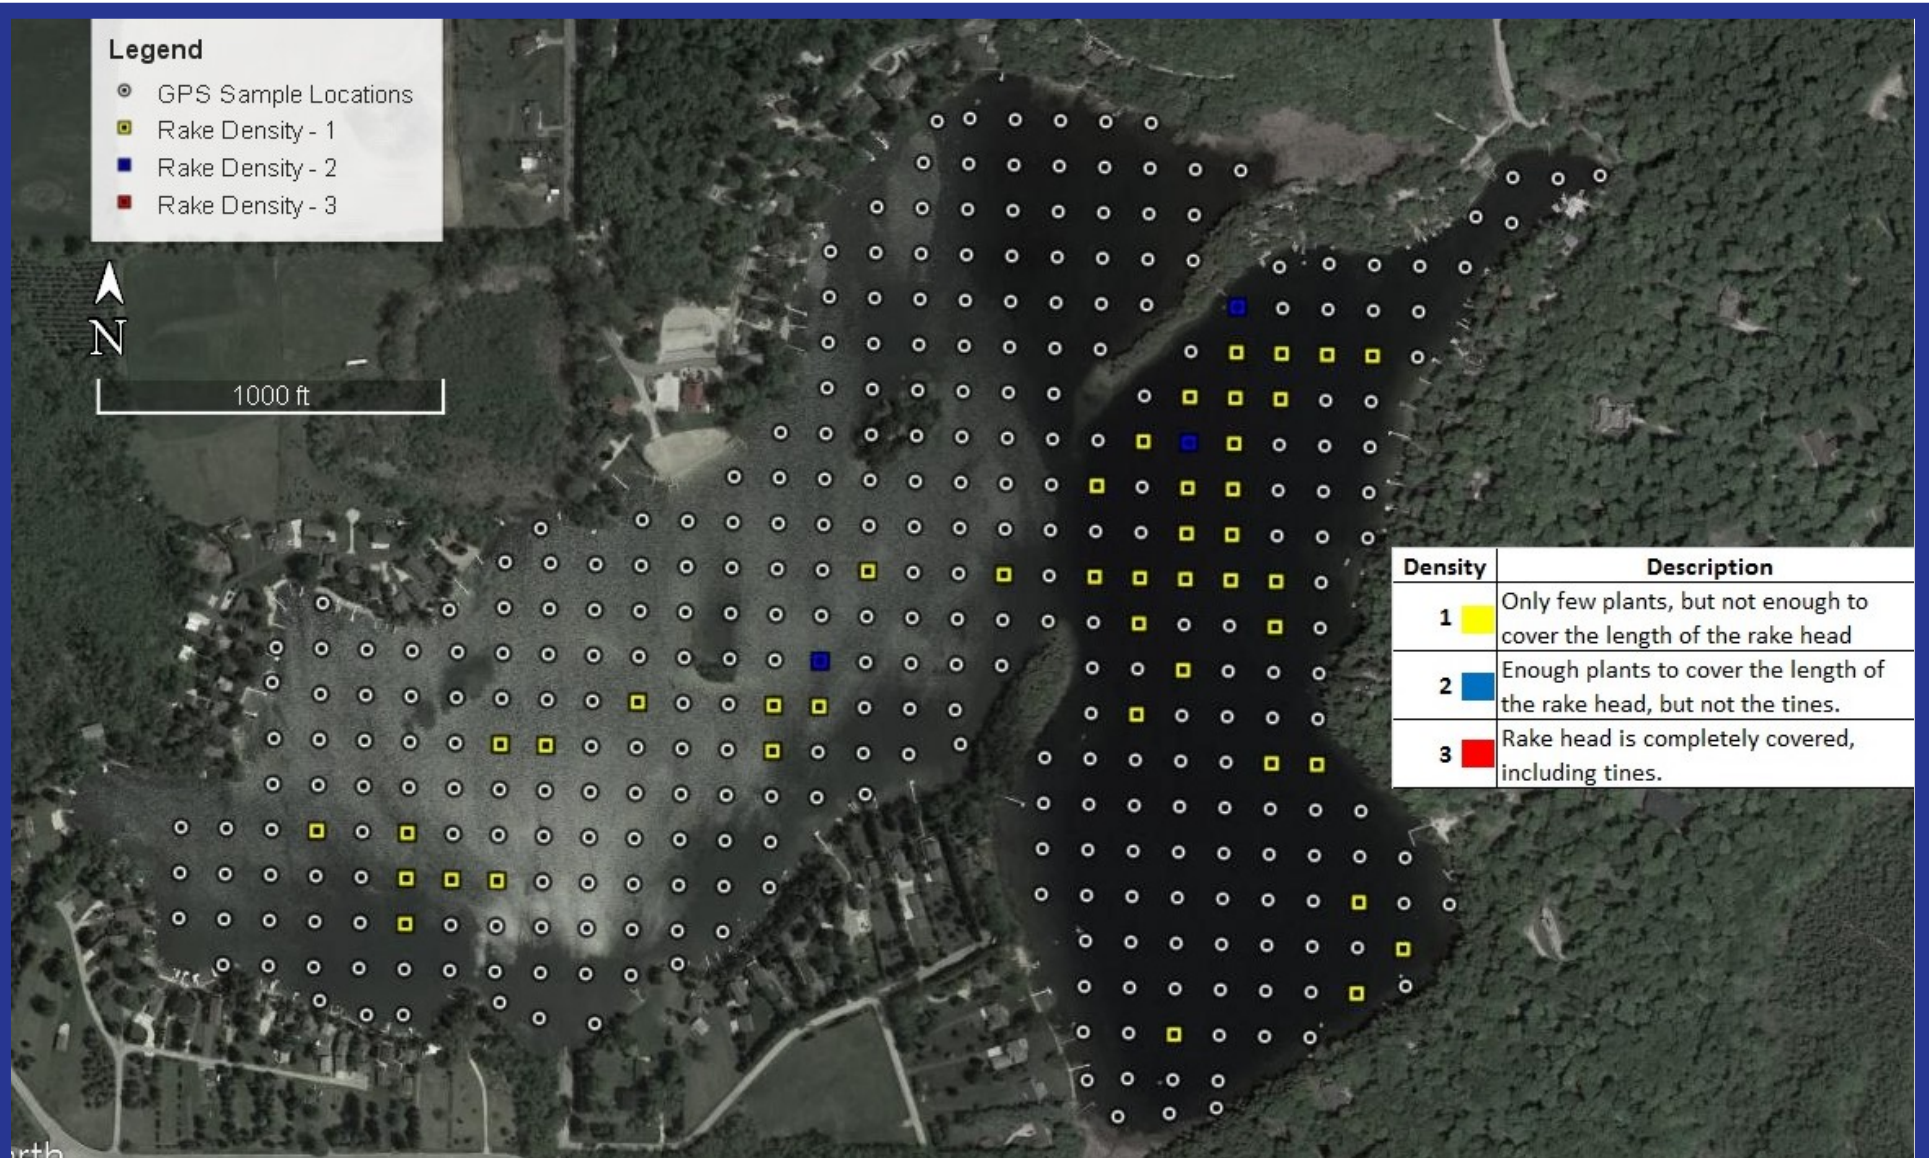 Legend
GPS Sample Locations
Rake Density - 1
Rake Density - 2
Rake Density - 3
N
1000 ft
Density Description
1 Only few plants, but not enough to
cover the length of the rake head
2 Enough plants to cover the length of
the rake head, but not the tines.
3 Rake head is completely covered,
including tines.